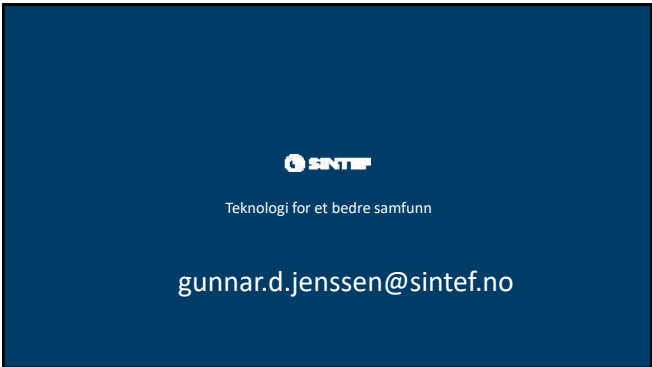 SINTEF
Teknologi for et bedre samfunn
gunnar.d.jenssen@sintef.no